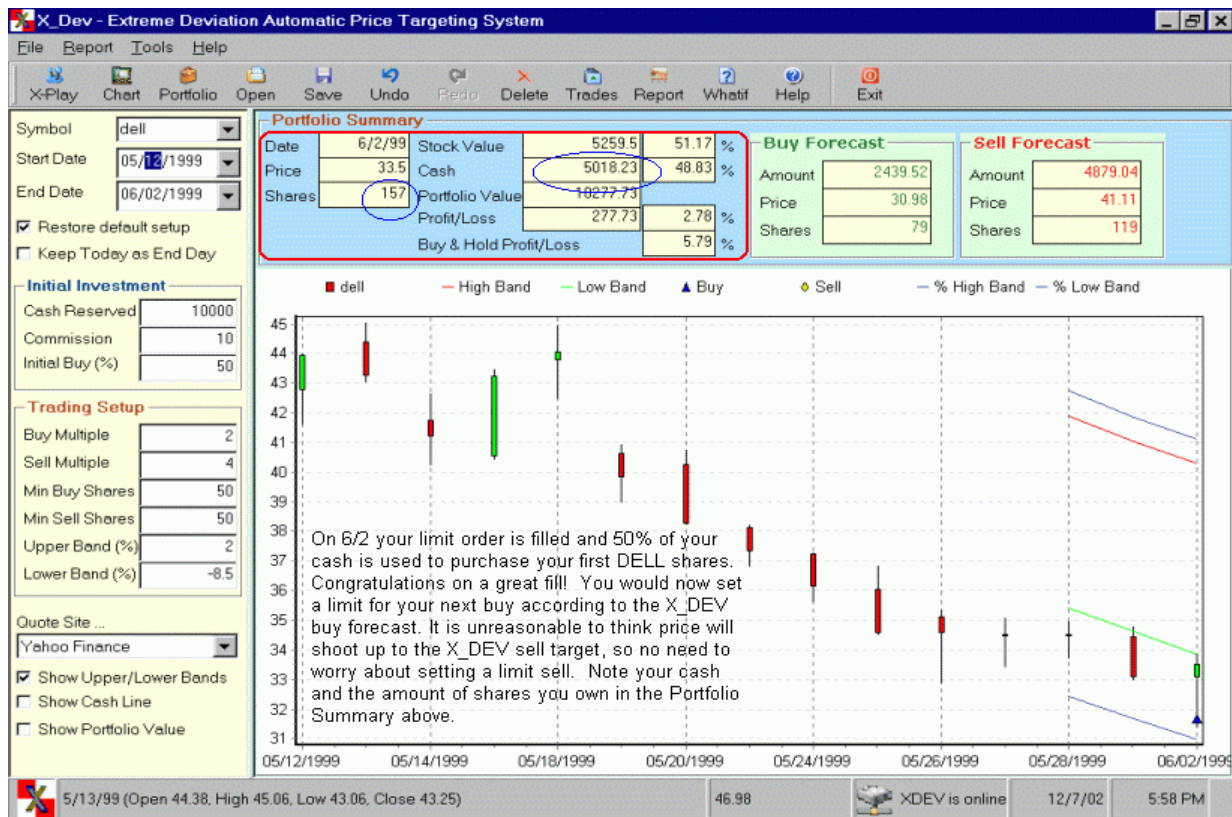 X_Dev - Extreme Deviation Automatic Price Targeting System
File Report Tools Help
X-Play Chart Portfolio Open Save Undo Redo Delete Trades Report Whatif Help Exit
Symbol dell
Start Date 05/12/1999
End Date 06/02/1999
Restore default setup
Keep Today as End Day
Initial Investment
Cash Reserved 10000
Commission 10
Initial Buy (%) 50
Trading Setup
Buy Multiple 2
Sell Multiple 4
Min Buy Shares 50
Min Sell Shares 50
Upper Band (%) 2
Lower Band (%) -8.5
Quote Site ...
Yahoo Finance
Show Upper/Lower Bands
Show Cash Line
Show Portfolio Value
Portfolio Summary
Date 6/2/99 Stock Value 5259.5 51.17 %
Price 33.5 Cash 5018.23 48.83 %
Shares 157 Portfolio Value 10277.73
Profit/Loss 277.73 2.78 %
Buy & Hold Profit/Loss 5.79 %
Buy Forecast
Amount 2439.52
Price 30.98
Shares 79
Sell Forecast
Amount 4879.04
Price 41.11
Shares 119
dell High Band Low Band Buy Sell % High Band % Low Band
45
44
43
42
41
40
39
38
37
36
35
34
33
32
31
On 6/2 your limit order is filled and 50% of your
cash is used to purchase your first DELL shares.
Congratulations on a great fill! You would now set
a limit for your next buy according to the X_DEV
buy forecast. It is unreasonable to think price will
shoot up to the X_DEV sell target, so no need to
worry about setting a limit sell. Note your cash
and the amount of shares you own in the Portfolio
Summary above.
05/12/1999 05/14/1999 05/18/1999 05/20/1999 05/24/1999 05/26/1999 05/28/1999 06/02/1999
5/13/99 (Open 44.38, High 45.06, Low 43.06, Close 43.25) 46.98 XDEV is online 12/7/02 5:58 PM